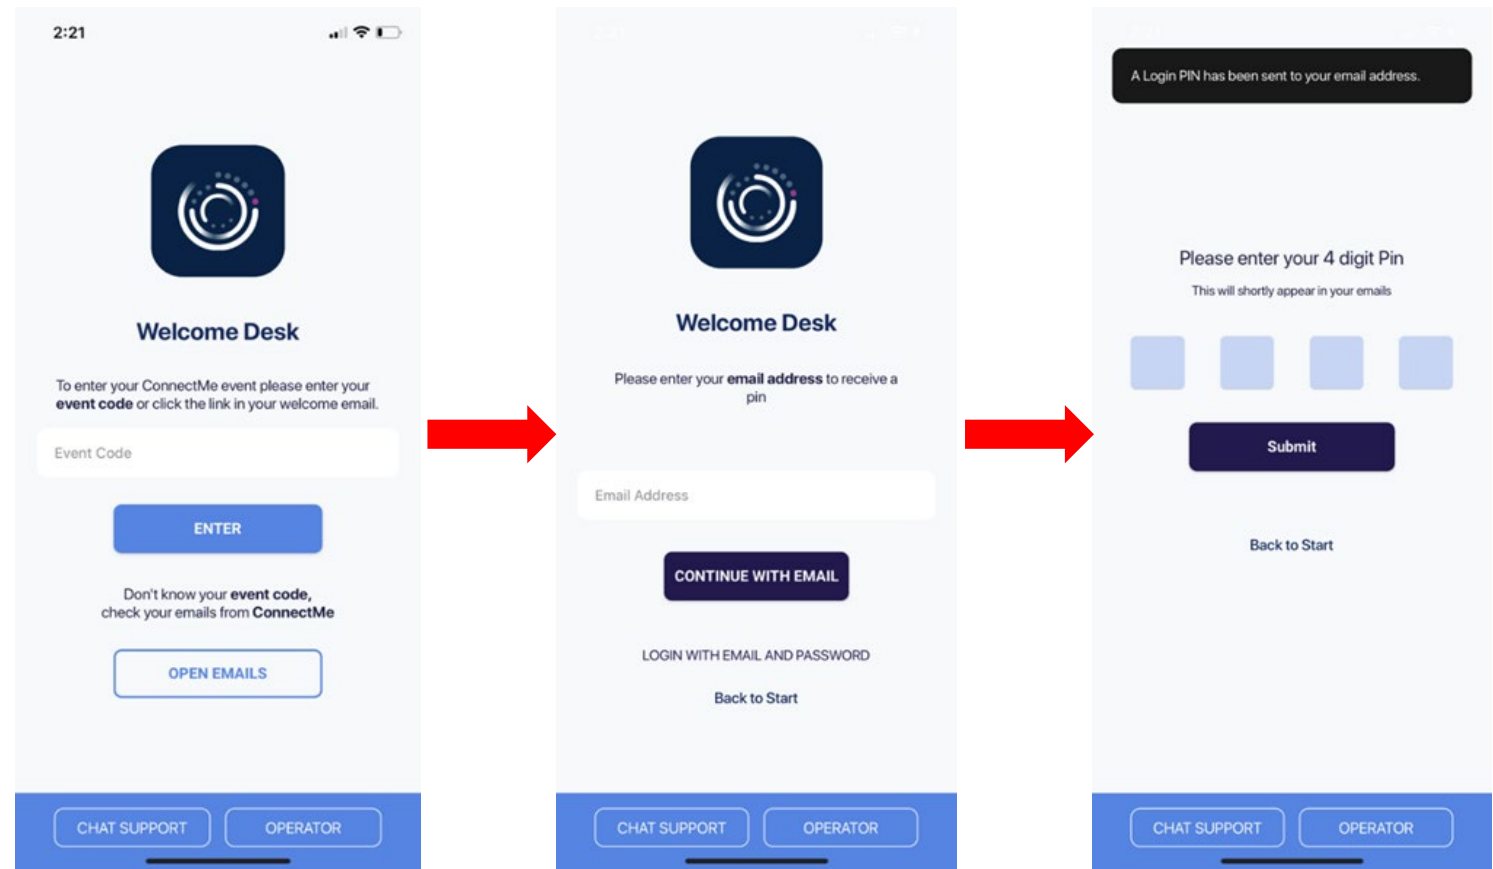 2:21
Welcome Desk
To enter your ConnectMe event please enter your
event code or click the link in your welcome email.
Event Code
ENTER
Don't know your event code,
check your emails from ConnectMe
OPEN EMAILS
CHAT SUPPORT
OPERATOR
Welcome Desk
Please enter your email address to receive a
pin
Email Address
CONTINUE WITH EMAIL
LOGIN WITH EMAIL AND PASSWORD
Back to Start
CHAT SUPPORT
OPERATOR
A Login PIN has been sent to your email address.
Please enter your 4 digit Pin
This will shortly appear in your emails
Submit
Back to Start
CHAT SUPPORT
OPERATOR